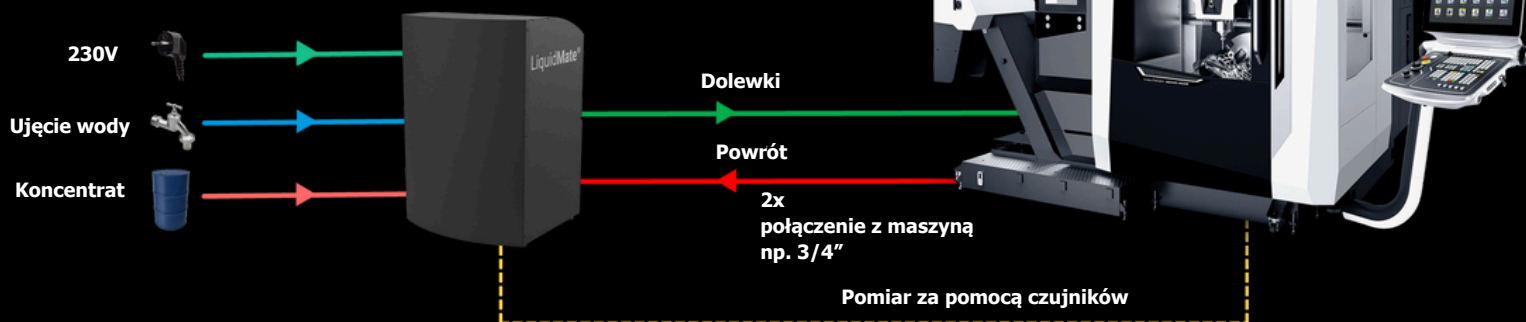 230V
LiquidMate®
Dolewki
Ujęcie wody
Powrót
Koncentrat
2x
połączenie z maszyną
np. 3/4”
Pomiar za pomocą czujników